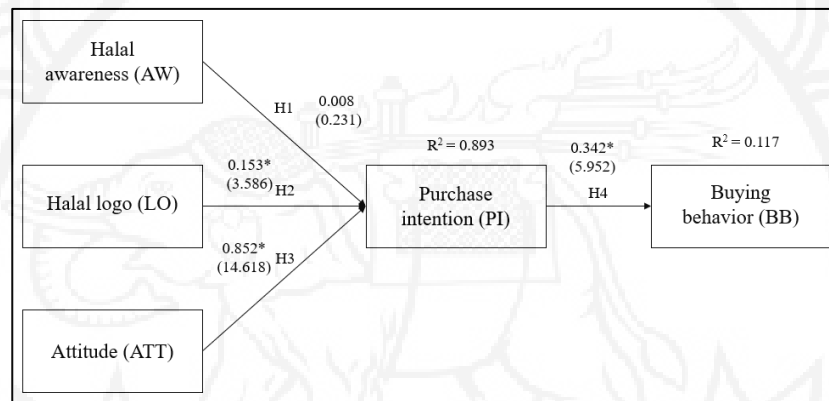 Halal
awareness (AW)
H1
0.008
(0.231)
Halal logo (LO)
0.153*
(3.586)
H2
Attitude (ATT)
0.852*
(14.618)
H3
R² = 0.893
Purchase
intention (PI)
0.342*
(5.952)
H4
R² = 0.117
Buying
behavior (BB)